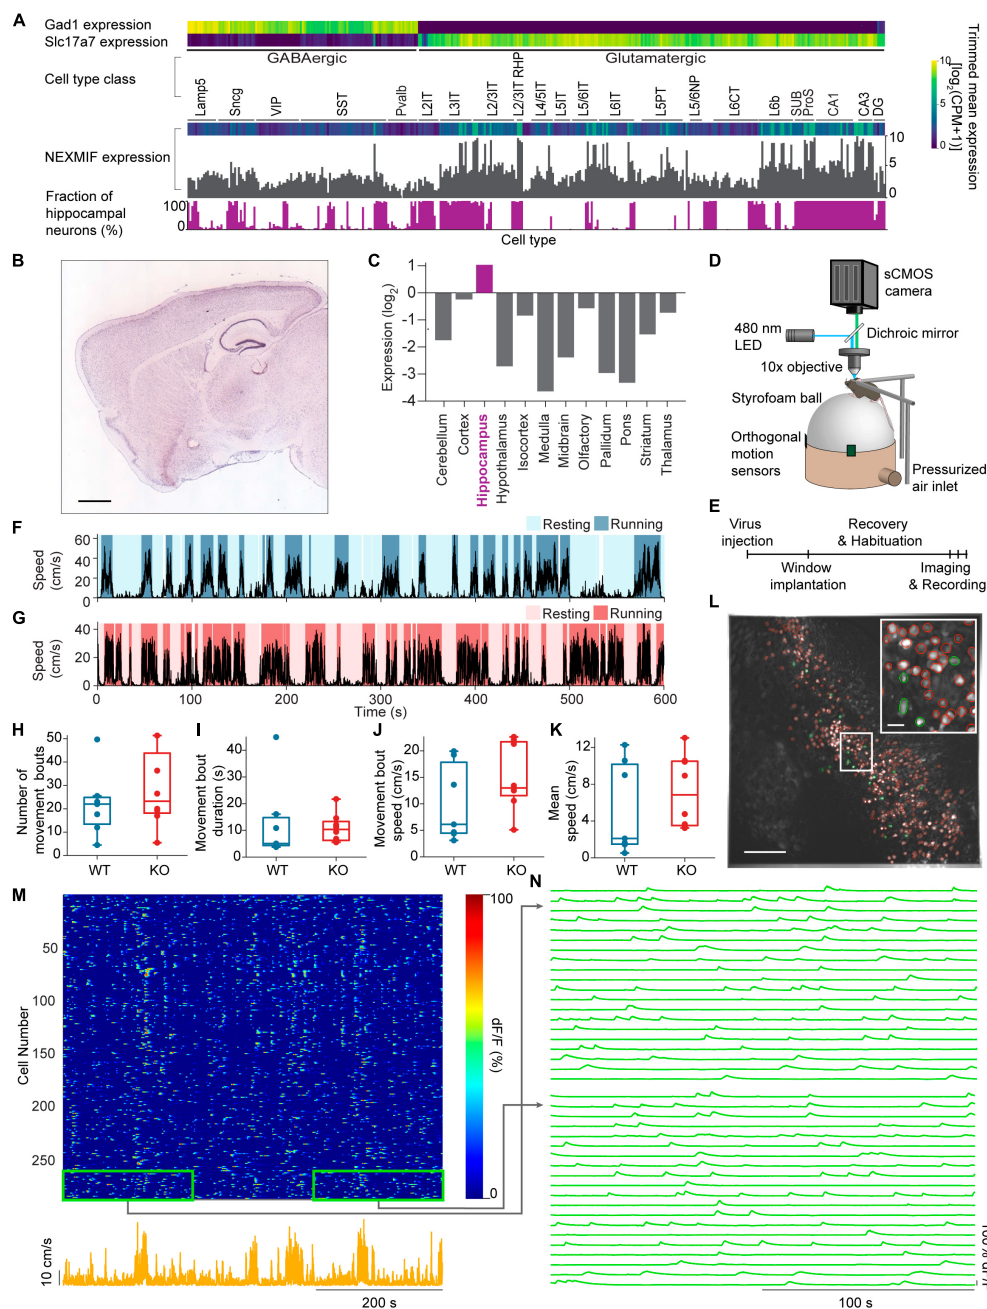 A
Gad1 expression
Slc17a7 expression
GABAergic
Glutamatergic
Cell type class
Lamp5
Sncg
VIP
SST
Pvalb
L2IT
L3IT
L2/3IT
L2/3IT RHP
L4/5IT
L5IT
L5/6IT
L6IT
L5PT
L5/6NP
L6CT
L6b
SUB
ProS
CA1
CA3
DG
NEXMIF expression
10
5
0
Fraction of
hippocampal
neurons (%)
100
0
Cell type
10
5
0
Trimmed mean expression
[log2(CPM+1)]
B
C
Expression (log2)
1
0
-1
-2
-3
-4
Cerebellum
Cortex
Hippocampus
Hypothalamus
Isocortex
Medulla
Midbrain
Olfactory
Pallidum
Pons
Striatum
Thalamus
D
sCMOS
camera
480 nm
LED
Dichroic mirror
10x objective
Styrofoam ball
Orthogonal
motion
sensors
Pressurized
air inlet
E
Virus
injection
Recovery
& Habituation
Window
implantation
Imaging
& Recording
F
Resting Running
Speed
(cm/s)
60
40
20
0
G
Resting Running
Speed
(cm/s)
40
20
0
0 100 200 300 400 500 600
Time (s)
H
Number of
movement bouts
50
40
30
20
10
0
WT KO
I
Movement bout
duration (s)
40
30
20
10
0
WT KO
J
Movement bout
speed (cm/s)
20
15
10
5
0
WT KO
K
Mean
speed (cm/s)
12
8
4
0
WT KO
L
M
Cell Number
50
100
150
200
250
100
0
dF/F (%)
10 cm/s
200 s
N
100 s